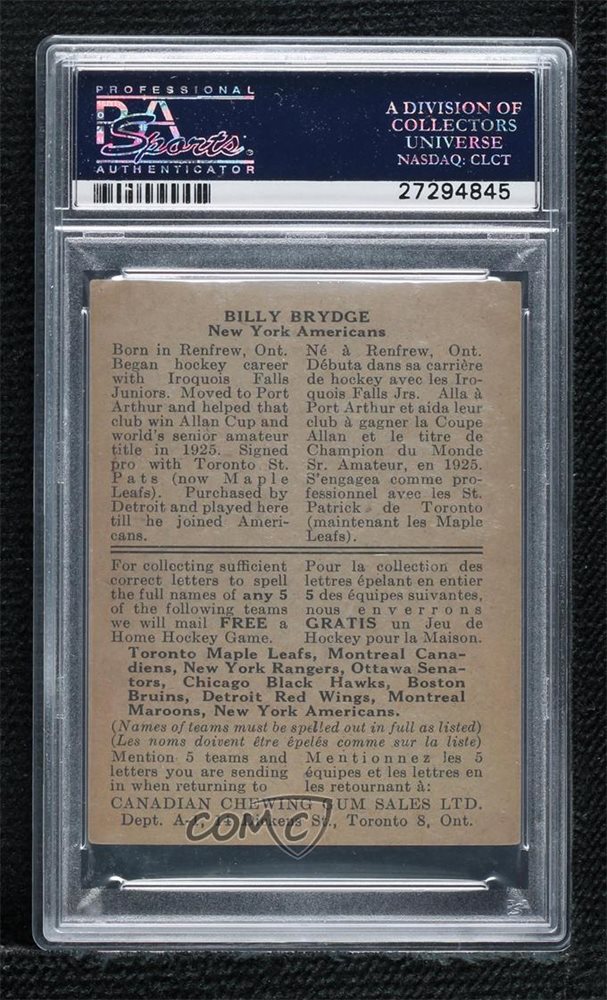 PROFESSIONAL
PSA
Sports
AUTHENTICATOR
A DIVISION OF
COLLECTORS
UNIVERSE
NASDAQ: CLCT
27294845
BILLY BRYDGE
New York Americans
Born in Renfrew, Ont.
Began hockey career
with Iroquois Falls
Juniors. Moved to Port
Arthur and helped that
club win Allan Cup and
world's senior amateur
title in 1925. Signed
pro with Toronto St.
Pats (now Maple
Leafs). Purchased by
Detroit and played here
till he joined Ameri-
cans.
Né à Renfrew, Ont.
Débuta dans sa carrière
de hockey avec les Iro-
quois Falls Jrs. Alla à
Port Arthur et aida leur
club à gagner la Coupe
Allan et le titre de
Champion du Monde
Sr. Amateur, en 1925.
S'engagea comme pro-
fessionnel avec les St.
Patrick de Toronto
(maintenant les Maple
Leafs).
For collecting sufficient
correct letters to spell
the full names of any 5
of the following teams
we will mail FREE a
Home Hockey Game.
Pour la collection des
lettres épelant en entier
5 des équipes suivantes,
nous enverrons
GRATIS un Jeu de
Hockey pour la Maison.
Toronto Maple Leafs, Montreal Cana-
diens, New York Rangers, Ottawa Sena-
tors, Chicago Black Hawks, Boston
Bruins, Detroit Red Wings, Montreal
Maroons, New York Americans.
(Names of teams must be spelled out in full as listed)
(Les noms doivent être épelés comme sur la liste)
Mention 5 teams and
letters you are sending
in when returning to
Mentionnez les 5
équipes et les lettres en
les retournant à:
CANADIAN CHEWING GUM SALES LTD.
Dept. A-1, 14 Dickens St., Toronto 8, Ont.
COMC